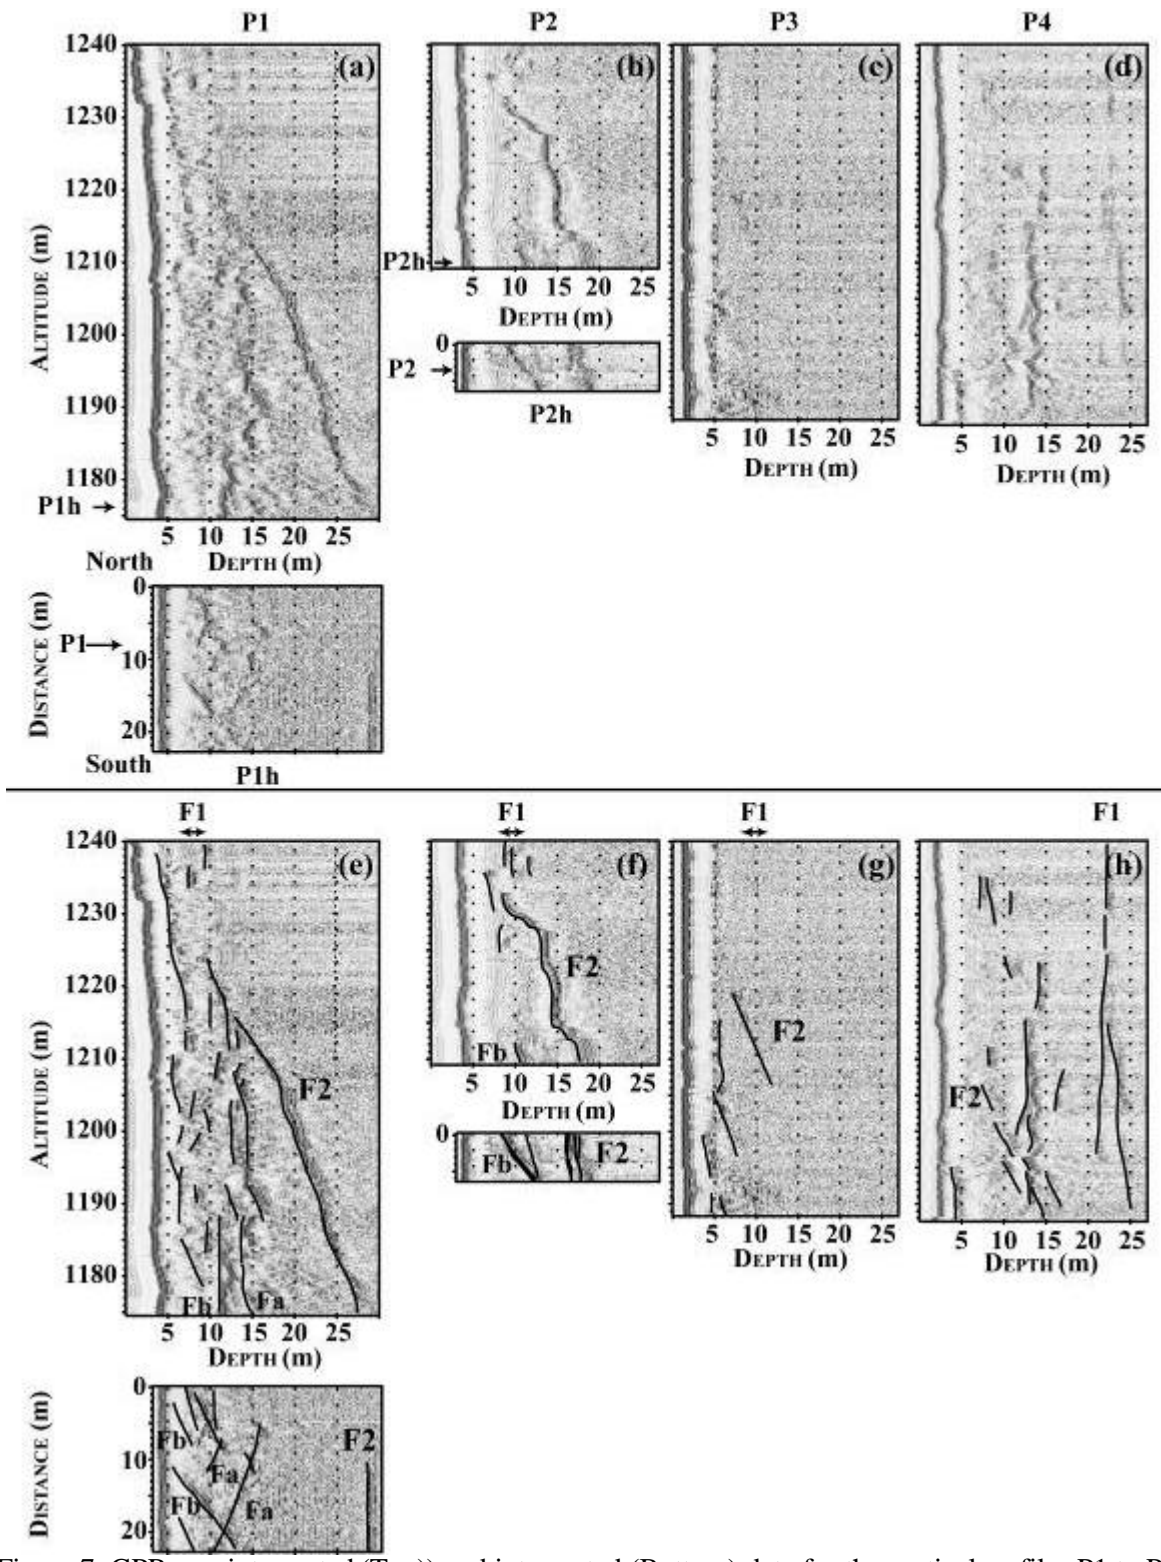 P1 P2 P3 P4
1240 (a) (b) (c) (d)
1230
1220
1210 P2h
1200 5 10 15 20 25
DEPTH (m)
0
P2
P2h
1190
1180
P1h
ALTITUDE (m)
5 10 15 20 25
DEPTH (m)
5 10 15 20 25
DEPTH (m)
5 10 15 20 25
DEPTH (m)
North
0
P1
10
20
DISTANCE (m)
South
P1h
F1 F1 F1 F1
1240 (e) (f) (g) (h)
1230
1220
1210
1200
1190
1180
ALTITUDE (m)
F2
Fb Fa
5 10 15 20 25
DEPTH (m)
F2
Fb
5 10 15 20 25
DEPTH (m)
0
Fb F2
F2
5 10 15 20 25
DEPTH (m)
F2
5 10 15 20 25
DEPTH (m)
0
10
20
DISTANCE (m)
Fb F2
Fa
Fb Fa